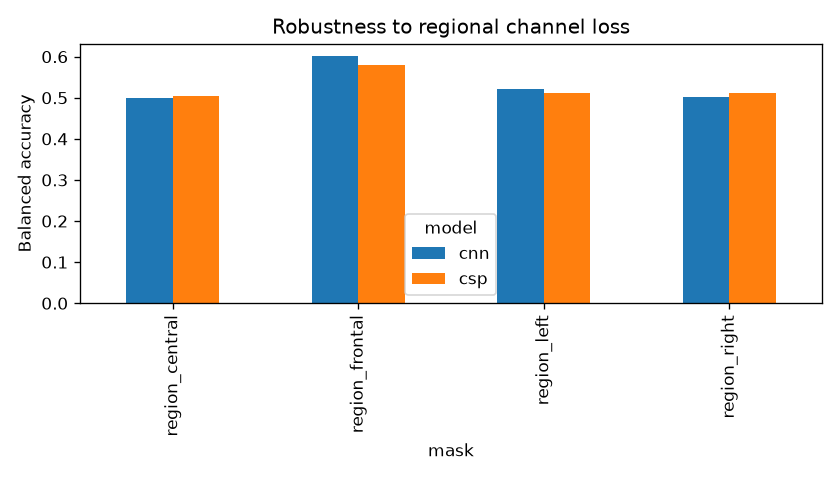 Robustness to regional channel loss
Balanced accuracy
0.6
0.5
0.4
0.3
0.2
0.1
0.0
model
cnn
csp
region_central
region_frontal
region_left
region_right
mask